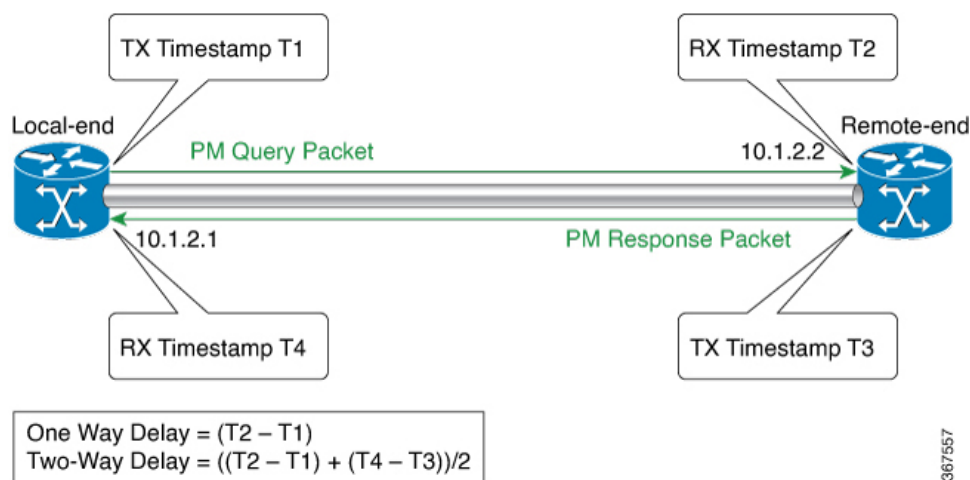 TX Timestamp T1
RX Timestamp T2
Local-end
Remote-end
PM Query Packet
10.1.2.2
10.1.2.1
PM Response Packet
RX Timestamp T4
TX Timestamp T3
One Way Delay = (T2 – T1)
Two-Way Delay = ((T2 – T1) + (T4 – T3))/2
367557